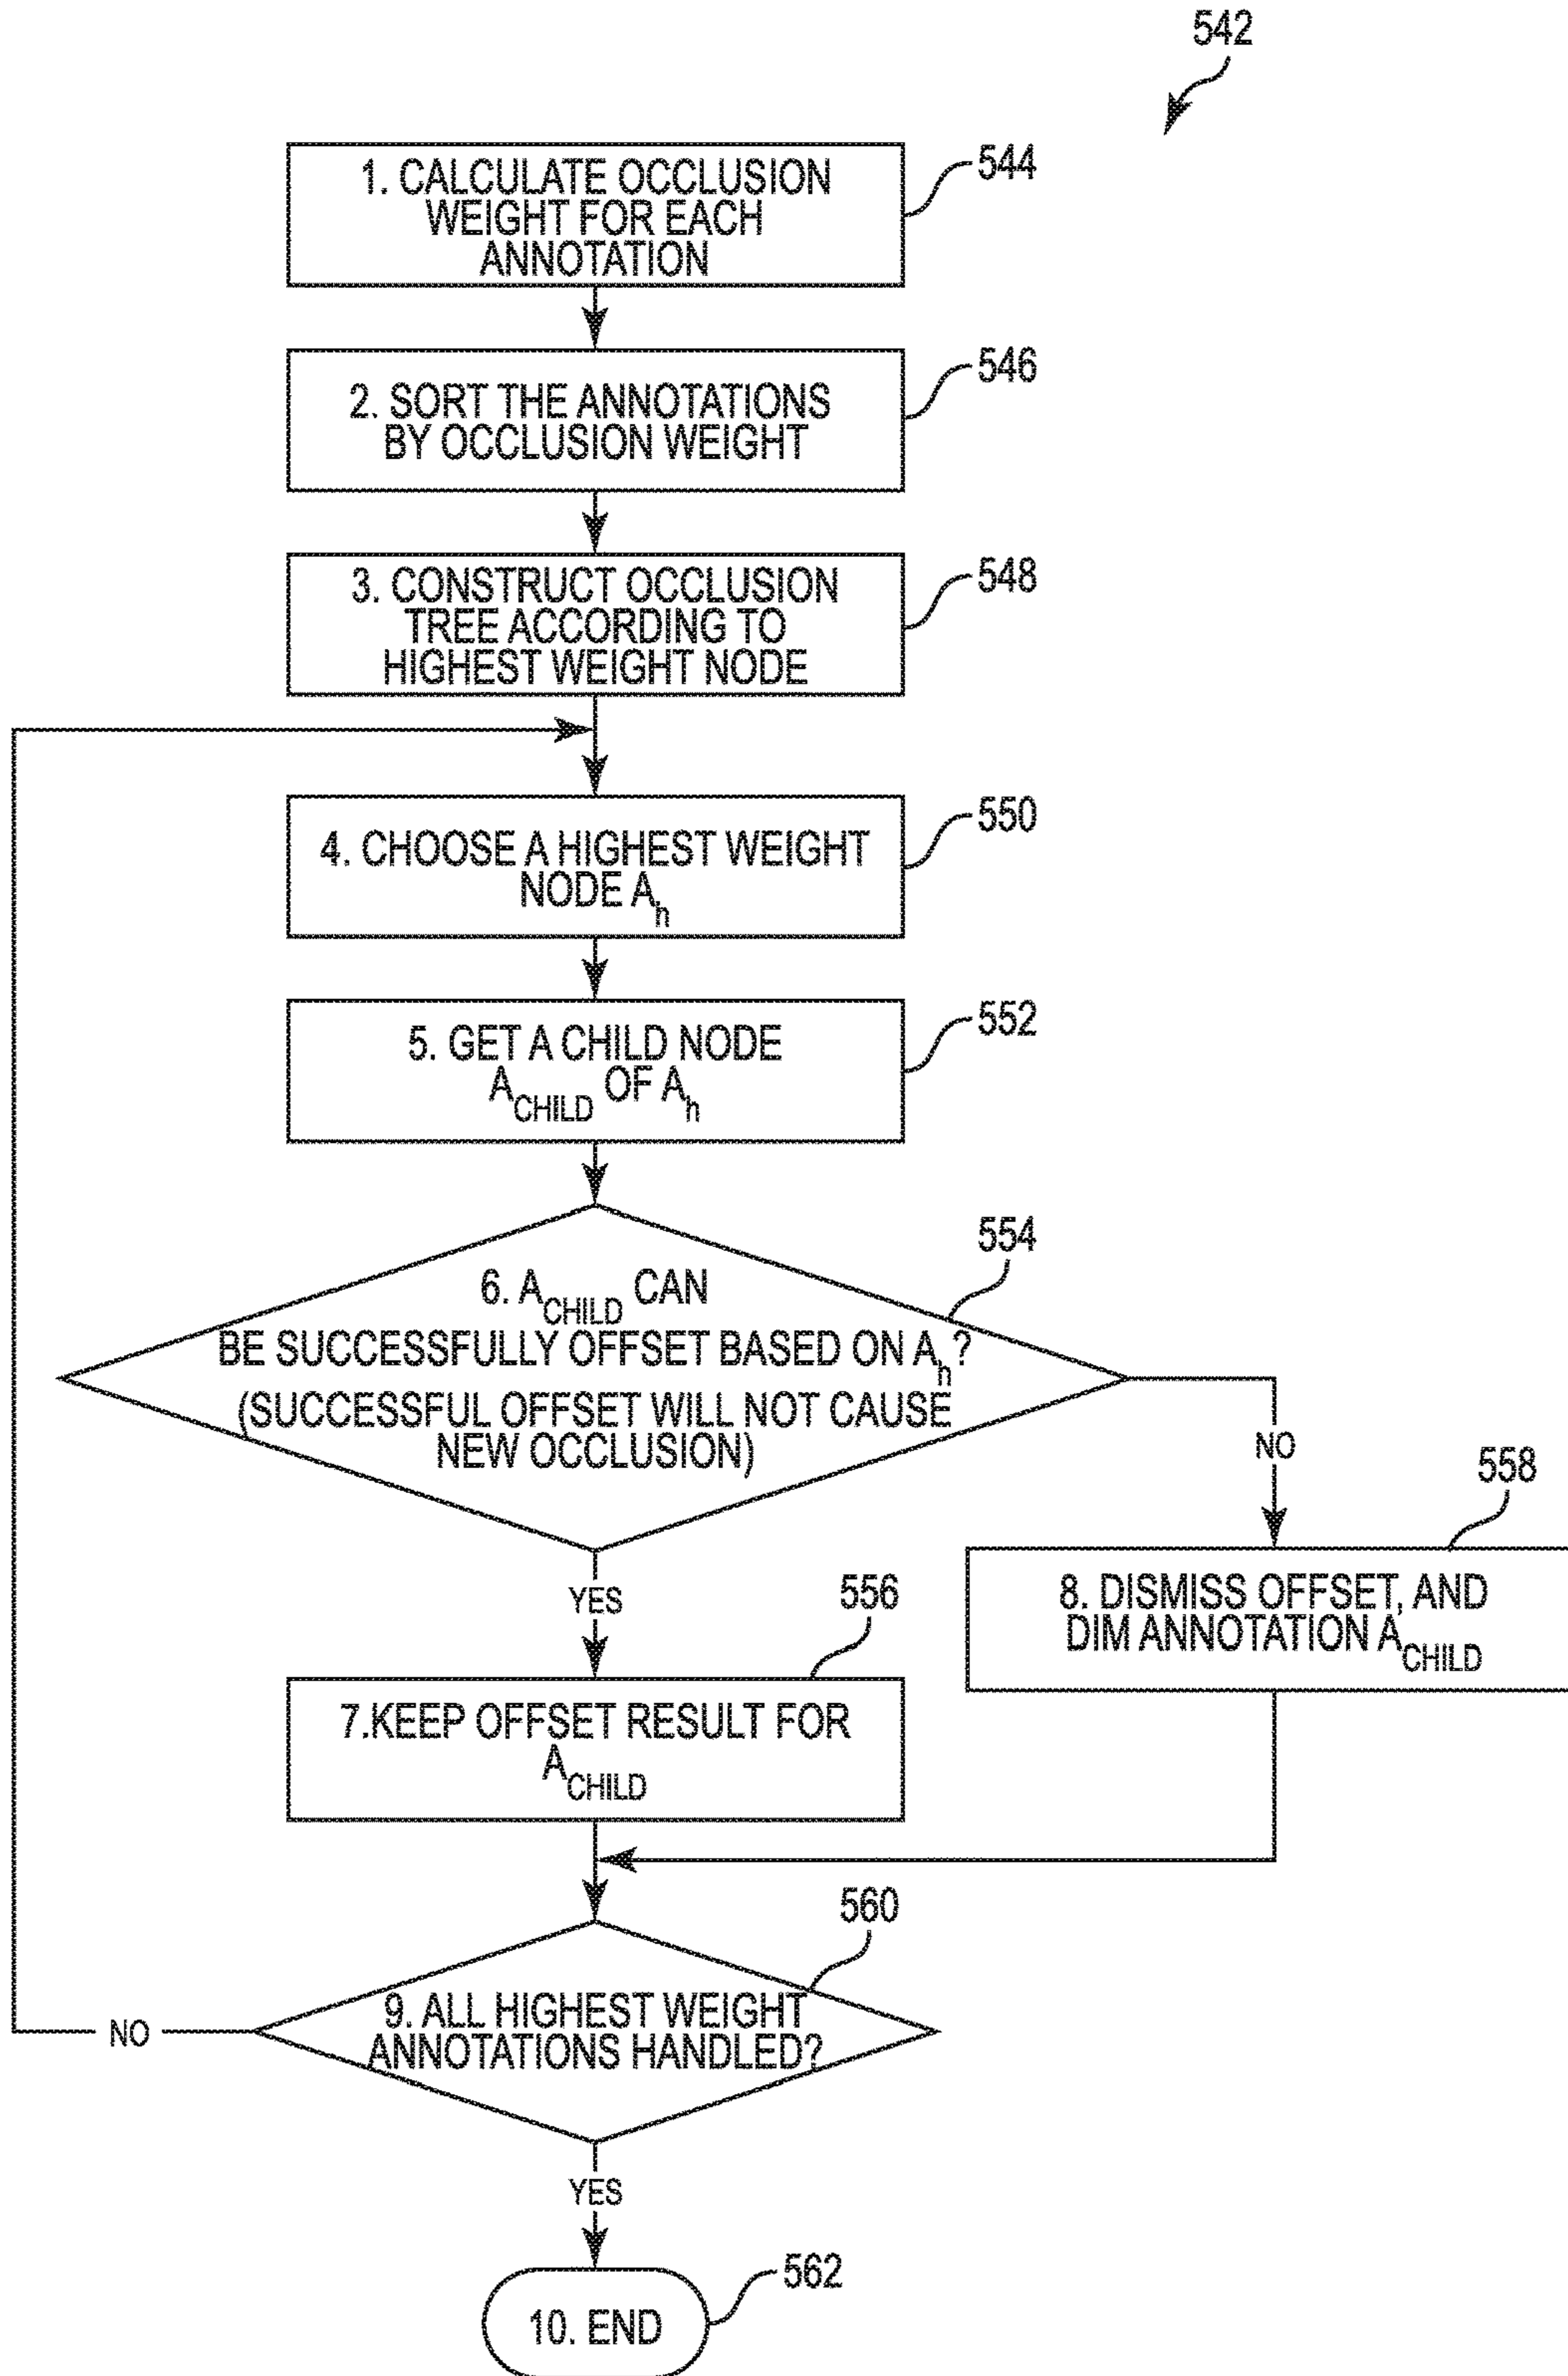 542
1. CALCULATE OCCLUSION
WEIGHT FOR EACH
ANNOTATION
544
2. SORT THE ANNOTATIONS
BY OCCLUSION WEIGHT
546
3. CONSTRUCT OCCLUSION
TREE ACCORDING TO
HIGHEST WEIGHT NODE
548
4. CHOOSE A HIGHEST WEIGHT
NODE Ah
550
5. GET A CHILD NODE
ACHILD OF Ah
552
6. ACHILD CAN
BE SUCCESSFULLY OFFSET BASED ON Ah?
(SUCCESSFUL OFFSET WILL NOT CAUSE
NEW OCCLUSION)
554
NO
YES
558
8. DISMISS OFFSET, AND
DIM ANNOTATION ACHILD
556
7.KEEP OFFSET RESULT FOR
ACHILD
560
9. ALL HIGHEST WEIGHT
ANNOTATIONS HANDLED?
NO
YES
562
10. END